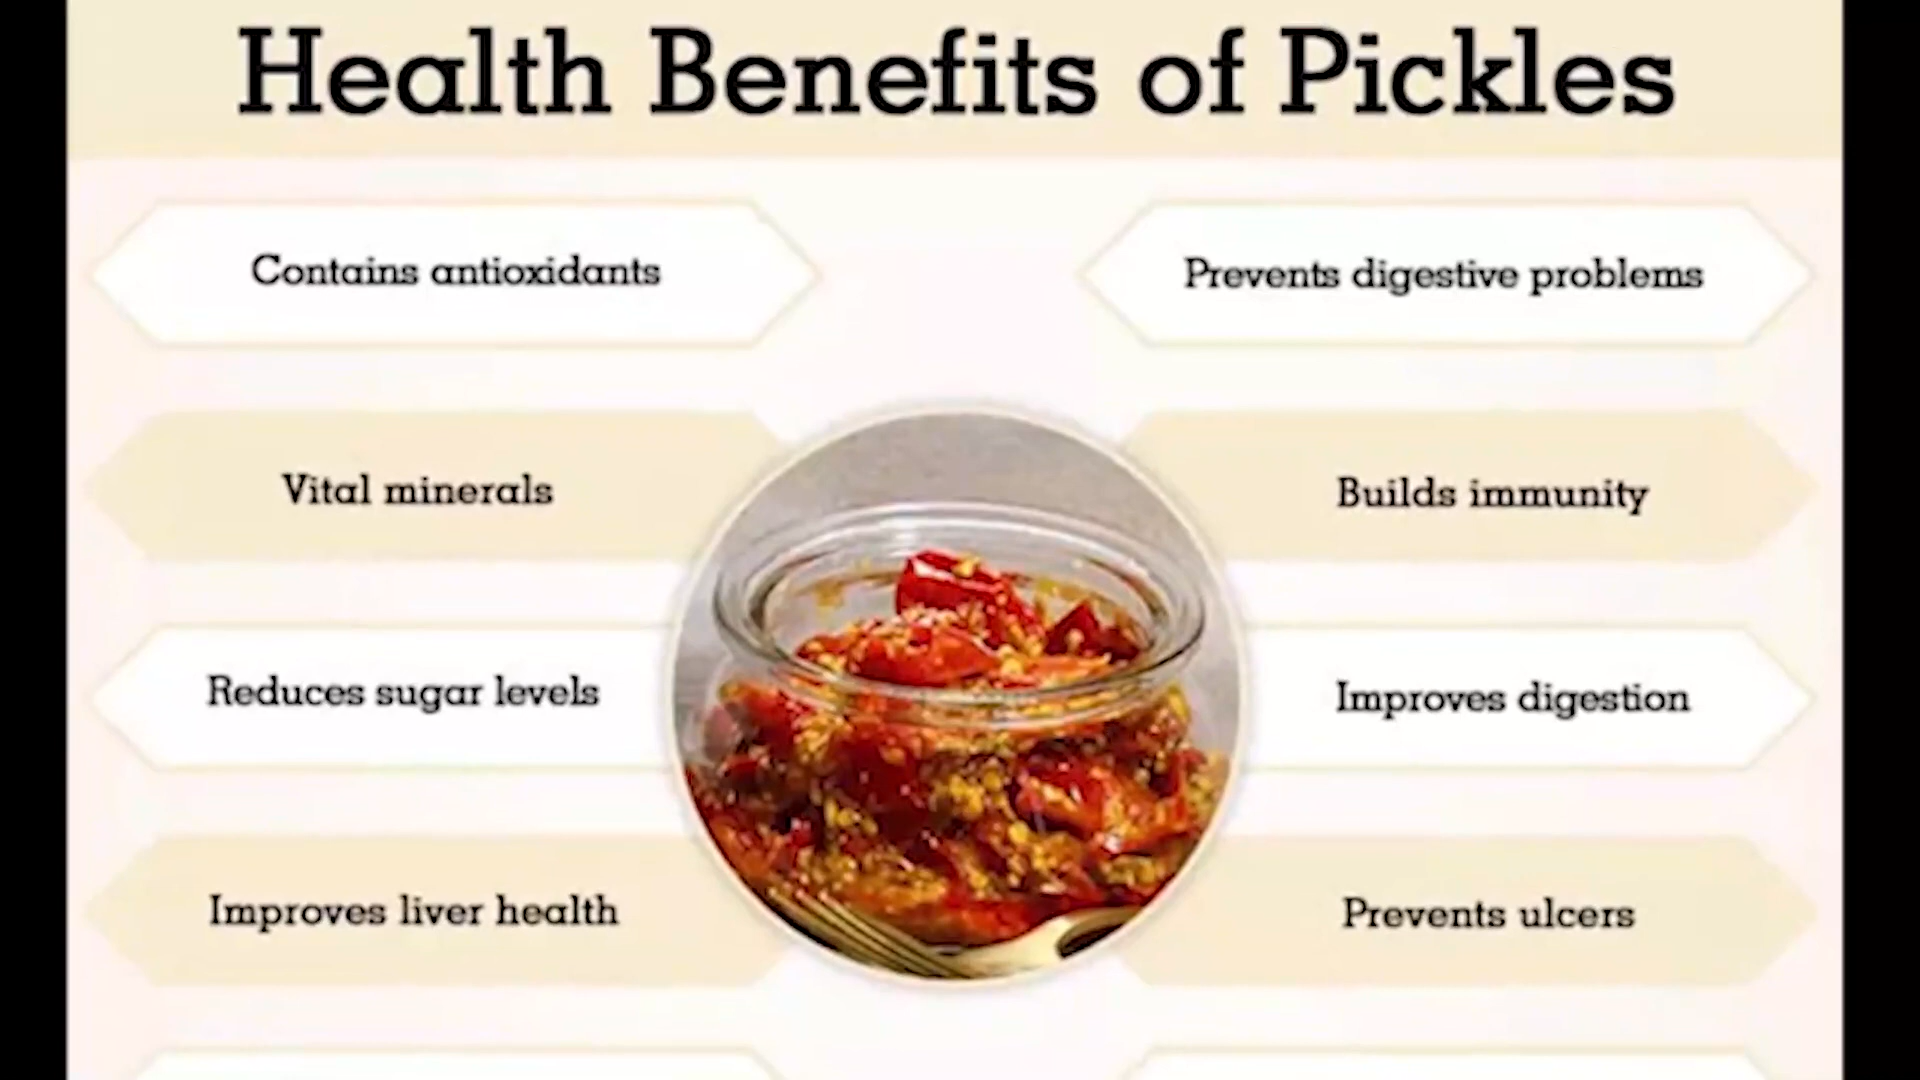 Health Benefits of Pickles
Contains antioxidants
Prevents digestive problems
Vital minerals
Builds immunity
Reduces sugar levels
Improves digestion
Improves liver health
Prevents ulcers